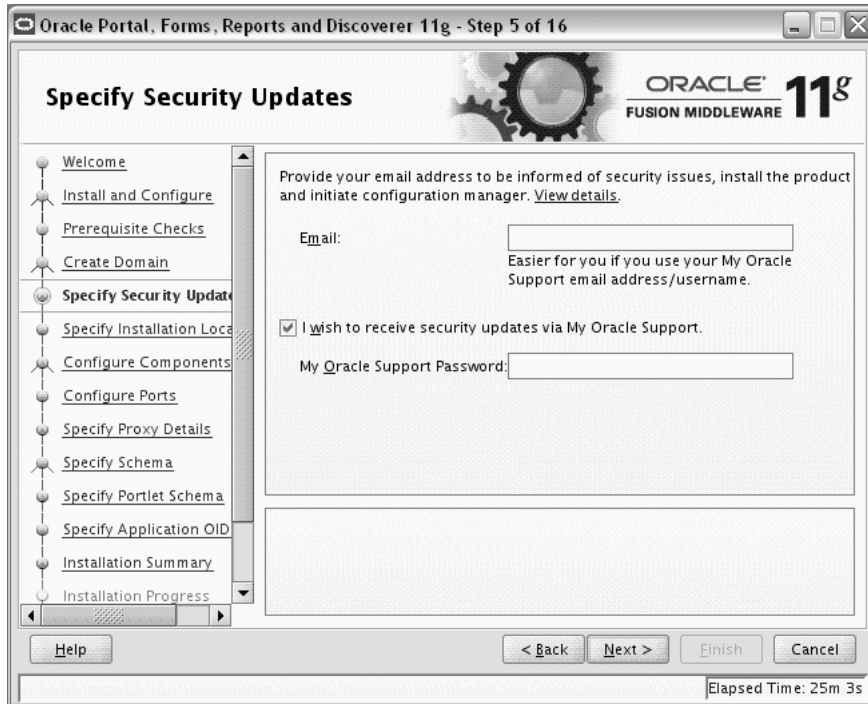 Oracle Portal, Forms, Reports and Discoverer 11g - Step 5 of 16
Specify Security Updates
ORACLE
FUSION MIDDLEWARE 11g
Welcome
Install and Configure
Prerequisite Checks
Create Domain
Specify Security Update
Specify Installation Loca
Configure Components
Configure Ports
Specify Proxy Details
Specify Schema
Specify Portlet Schema
Specify Application OID
Installation Summary
Installation Progress
Provide your email address to be informed of security issues, install the product
and initiate configuration manager. View details.
Email:
Easier for you if you use your My Oracle
Support email address/username.
I wish to receive security updates via My Oracle Support.
My Oracle Support Password:
Help
< Back
Next >
Finish
Cancel
Elapsed Time: 25m 3s